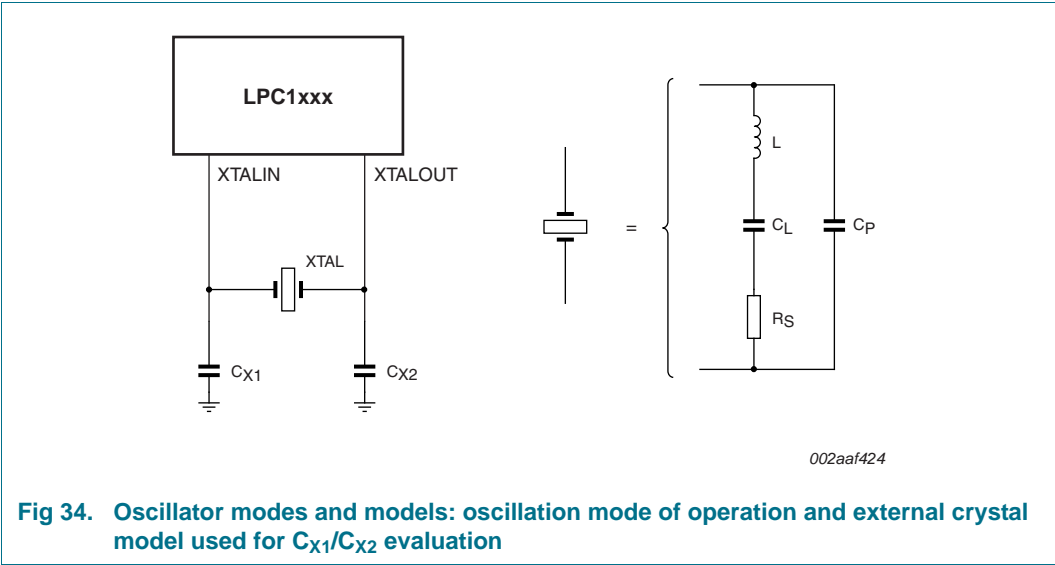 LPC1xxx
XTALIN
XTALOUT
XTAL
CX1
CX2
=
L
CL
CP
RS
002aaf424
Fig 34. Oscillator modes and models: oscillation mode of operation and external crystal
model used for CX1/CX2 evaluation